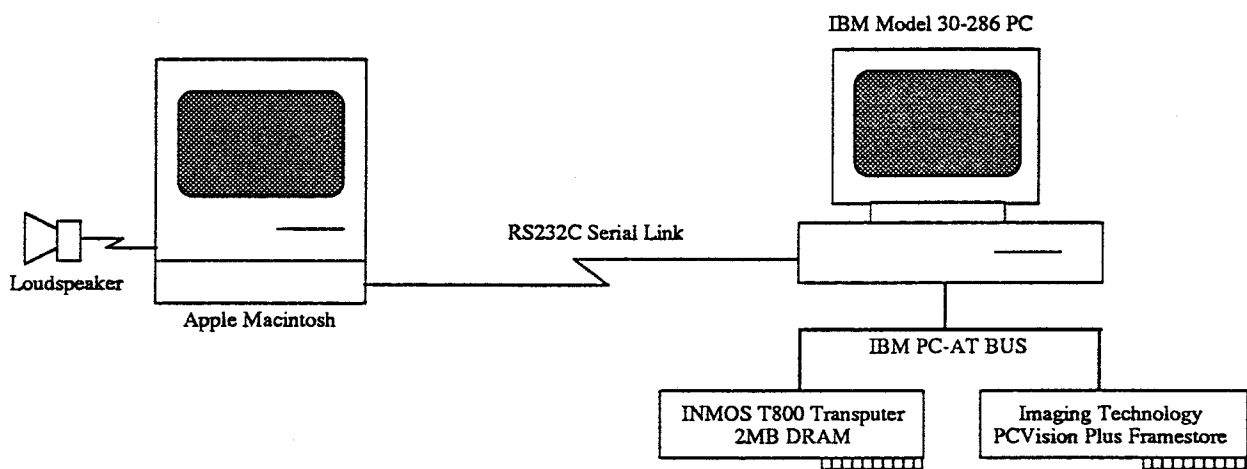 IBM Model 30-286 PC
RS232C Serial Link
Loudspeaker
Apple Macintosh
IBM PC-AT BUS
INMOS T800 Transputer
2MB DRAM
Imaging Technology
PCVision Plus Framestore